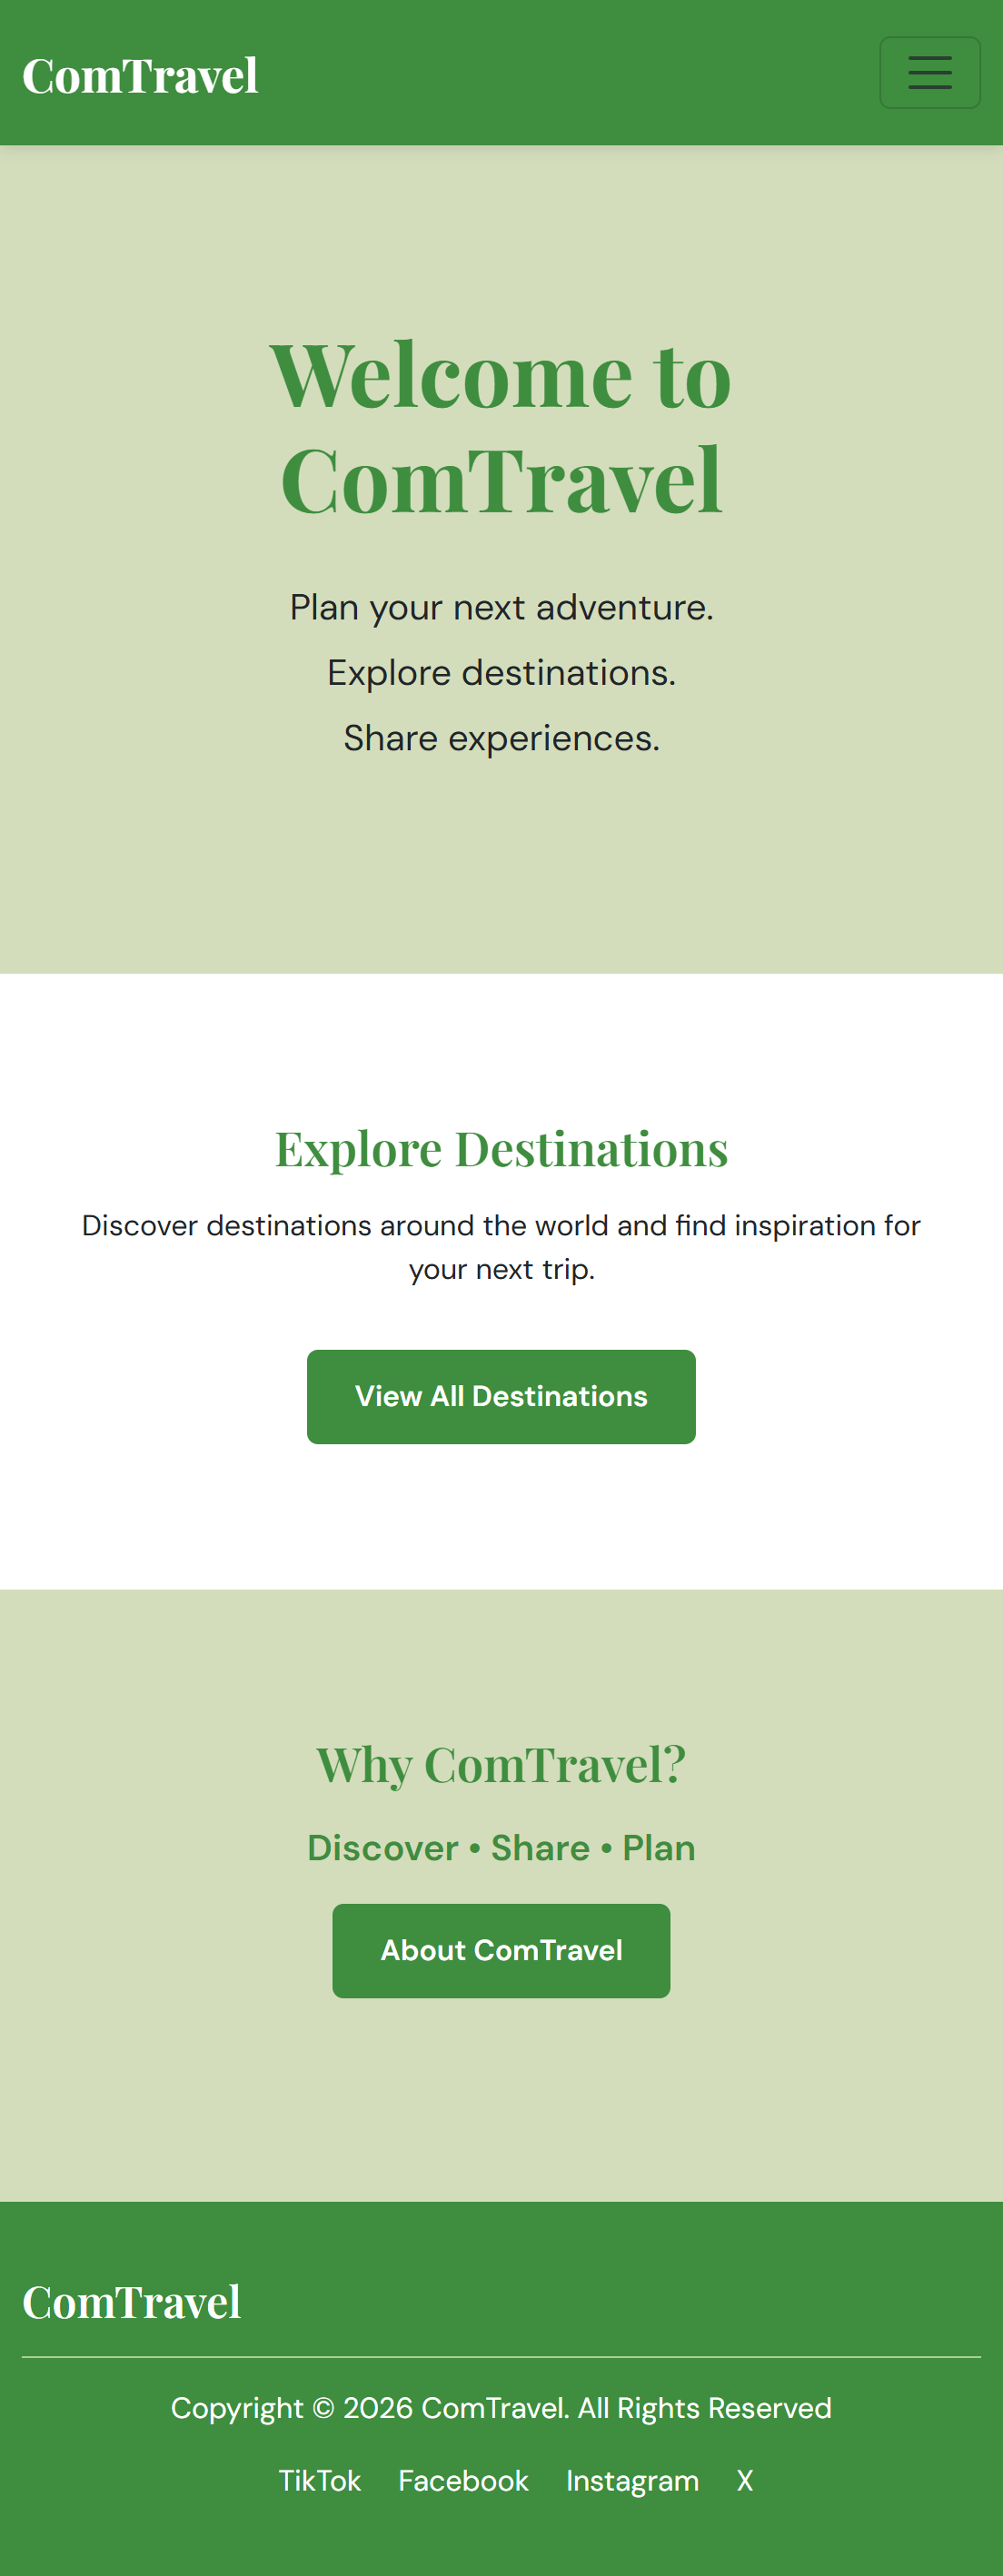 ComTravel
Welcome to
ComTravel
Plan your next adventure.
Explore destinations.
Share experiences.
Explore Destinations
Discover destinations around the world and find inspiration for
your next trip.
View All Destinations
Why ComTravel?
Discover • Share • Plan
About ComTravel
ComTravel
Copyright © 2026 ComTravel. All Rights Reserved
TikTok Facebook Instagram X